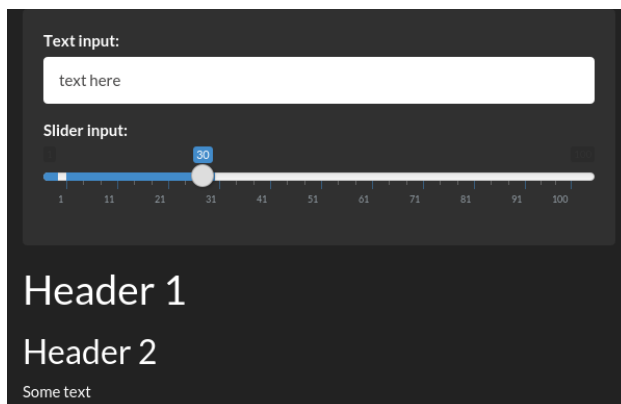 Text input:
text here
Slider input:
30
1 11 21 31 41 51 61 71 81 91 100
Header 1
Header 2
Some text